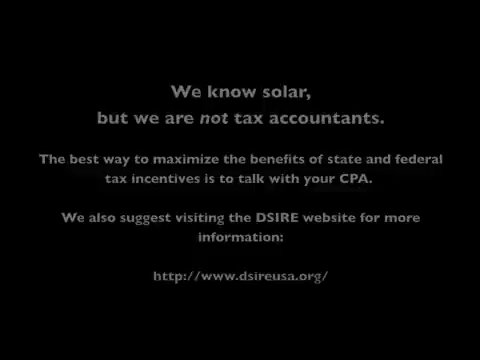 We know solar,
but we are not tax accountants.
The best way to maximize the benefits of state and federal
tax incentives is to talk with your CPA.
We also suggest visiting the DSIRE website for more
information:
http://www.dsireusa.org/